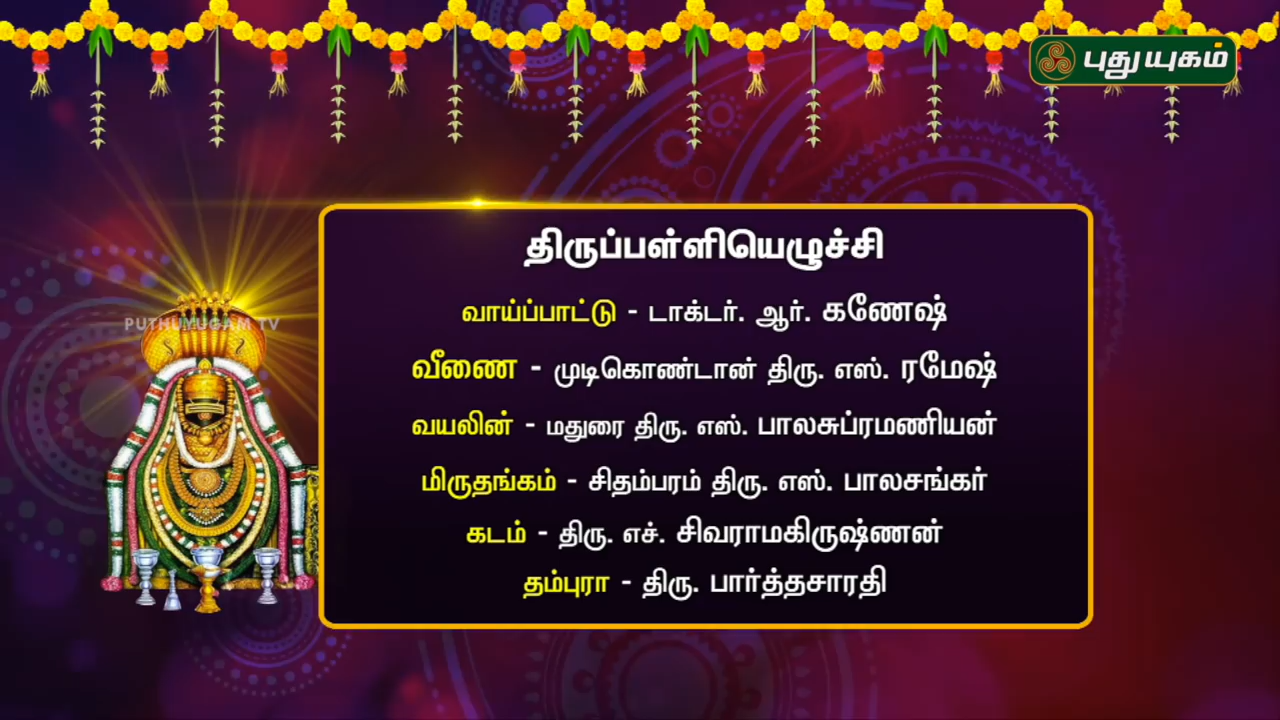 புதுயுகம்
திருப்பள்ளியெழுச்சி
வாய்ப்பாட்டு - டாக்டர். ஆர். கணேஷ்
PUTHUYUGAM TV
வீணை - முடிகொண்டான் திரு. எஸ். ரமேஷ்
வயலின் - மதுரை திரு. எஸ். பாலசுப்ரமணியன்
மிருதங்கம் - சிதம்பரம் திரு. எஸ். பாலசங்கர்
கடம் - திரு. எச். சிவராமகிருஷ்ணன்
தம்புரா - திரு. பார்த்தசாரதி